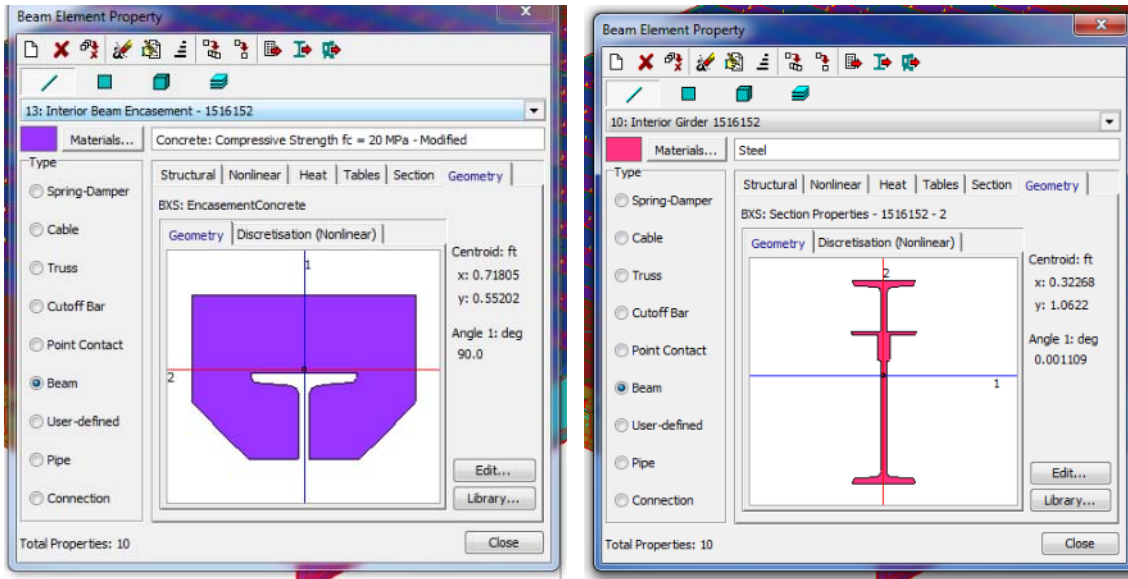 Beam Element Property
x
13: Interior Beam Encasement - 1516152
Materials...
Concrete: Compressive Strength fc = 20 MPa - Modified
Type
Spring-Damper
Cable
Truss
Cutoff Bar
Point Contact
Beam
User-defined
Pipe
Connection
Structural
Nonlinear
Heat
Tables
Section
Geometry
BXS: EncasementConcrete
Geometry
Discretisation (Nonlinear)
1
2
Centroid: ft
x: 0.71805
y: 0.55202
Angle 1: deg
90.0
Edit...
Library...
Total Properties: 10
Close
Beam Element Property
x
10: Interior Girder 1516152
Materials...
Steel
Type
Spring-Damper
Cable
Truss
Cutoff Bar
Point Contact
Beam
User-defined
Pipe
Connection
Structural
Nonlinear
Heat
Tables
Section
Geometry
BXS: Section Properties - 1516152 - 2
Geometry
Discretisation (Nonlinear)
2
1
Centroid: ft
x: 0.32268
y: 1.0622
Angle 1: deg
0.001109
Edit...
Library...
Total Properties: 10
Close